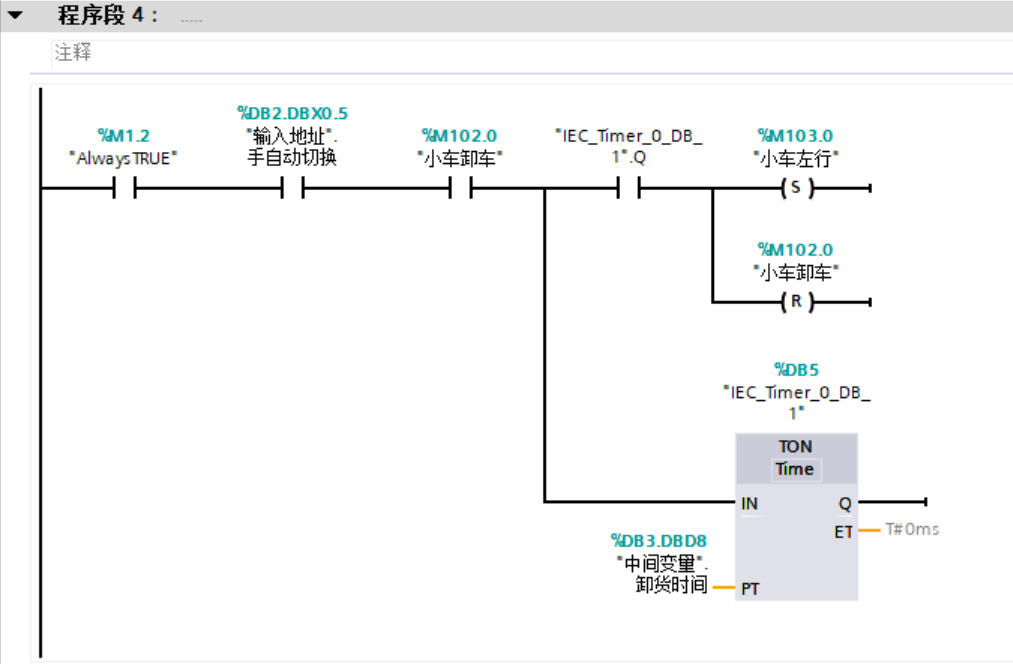 程序段 4： .....
注释
%M1.2
"AlwaysTRUE"
%DB2.DBX0.5
"输入地址".
手自动切换
%M102.0
"小车卸车"
"IEC_Timer_0_DB_
1".Q
%M103.0
"小车左行"
S
%M102.0
"小车卸车"
R
%DB5
"IEC_Timer_0_DB_
1"
TON
Time
IN
Q
ET
T#0ms
%DB3.DBD8
"中间变量".
卸货时间
PT